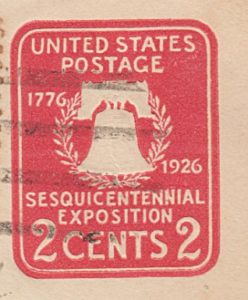 UNITED STATES
POSTAGE
1776
1926
SESQUICENTENNIAL
EXPOSITION
2 CENTS 2